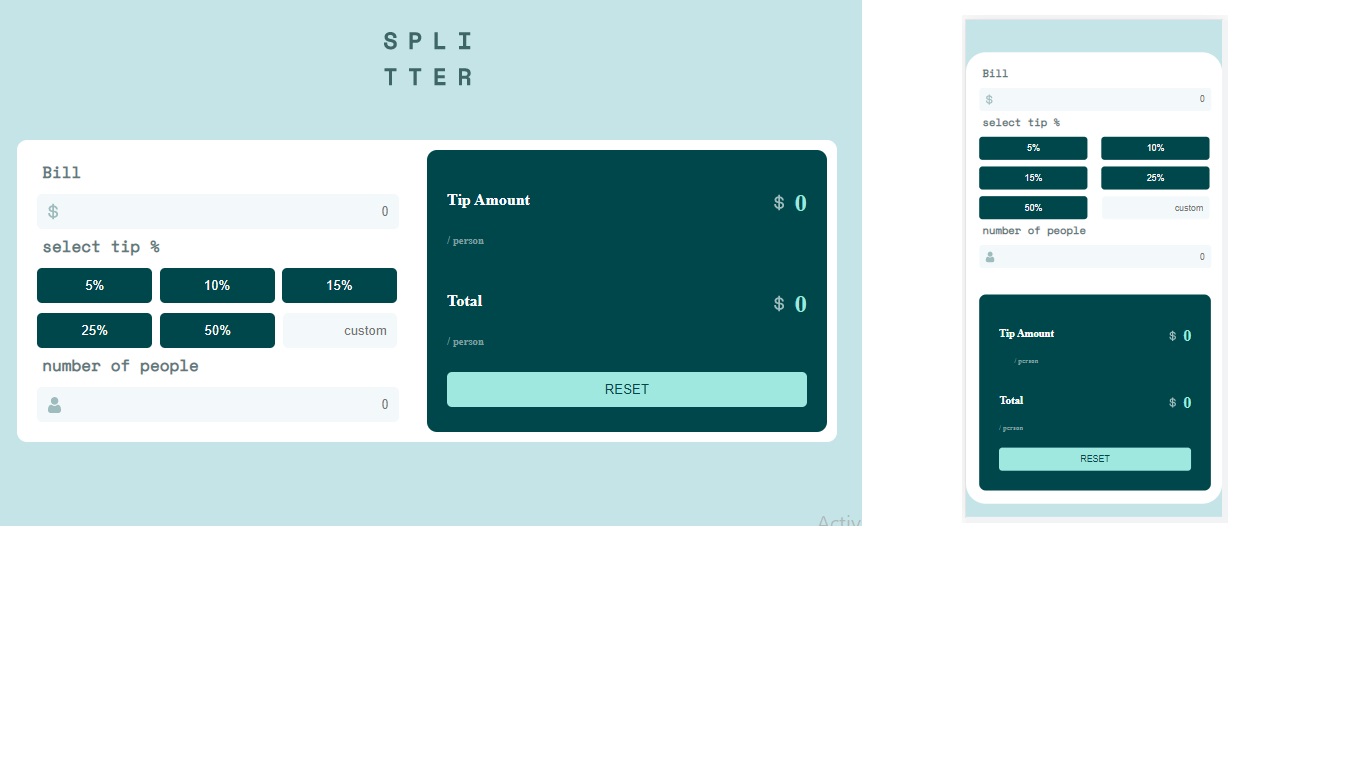 S P L I
T T E R
Bill
$ 0
select tip %
5% 10% 15%
25% 50% custom
number of people
0
Tip Amount $ 0
/ person
Total $ 0
/ person
RESET
Activ
Bill
$ 0
select tip %
5% 10%
15% 25%
50% custom
number of people
0
Tip Amount $ 0
/ person
Total $ 0
/ person
RESET